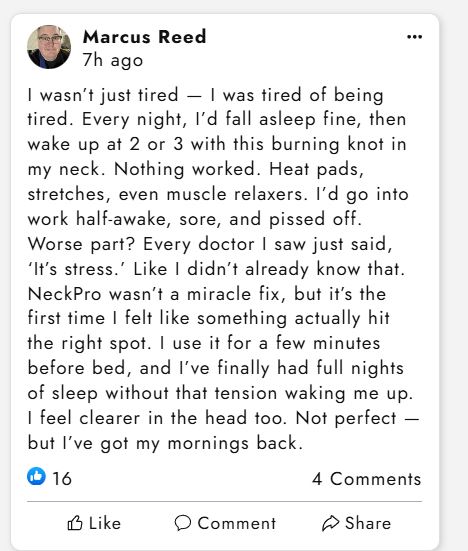 Marcus Reed
7h ago
I wasn't just tired — I was tired of being
tired. Every night, I'd fall asleep fine, then
wake up at 2 or 3 with this burning knot in
my neck. Nothing worked. Heat pads,
stretches, even muscle relaxers. I'd go into
work half-awake, sore, and pissed off.
Worse part? Every doctor I saw just said,
‘It's stress.’ Like I didn't already know that.
NeckPro wasn't a miracle fix, but it's the
first time I felt like something actually hit
the right spot. I use it for a few minutes
before bed, and I've finally had full nights
of sleep without that tension waking me up.
I feel clearer in the head too. Not perfect —
but I've got my mornings back.
16 4 Comments
Like Comment Share